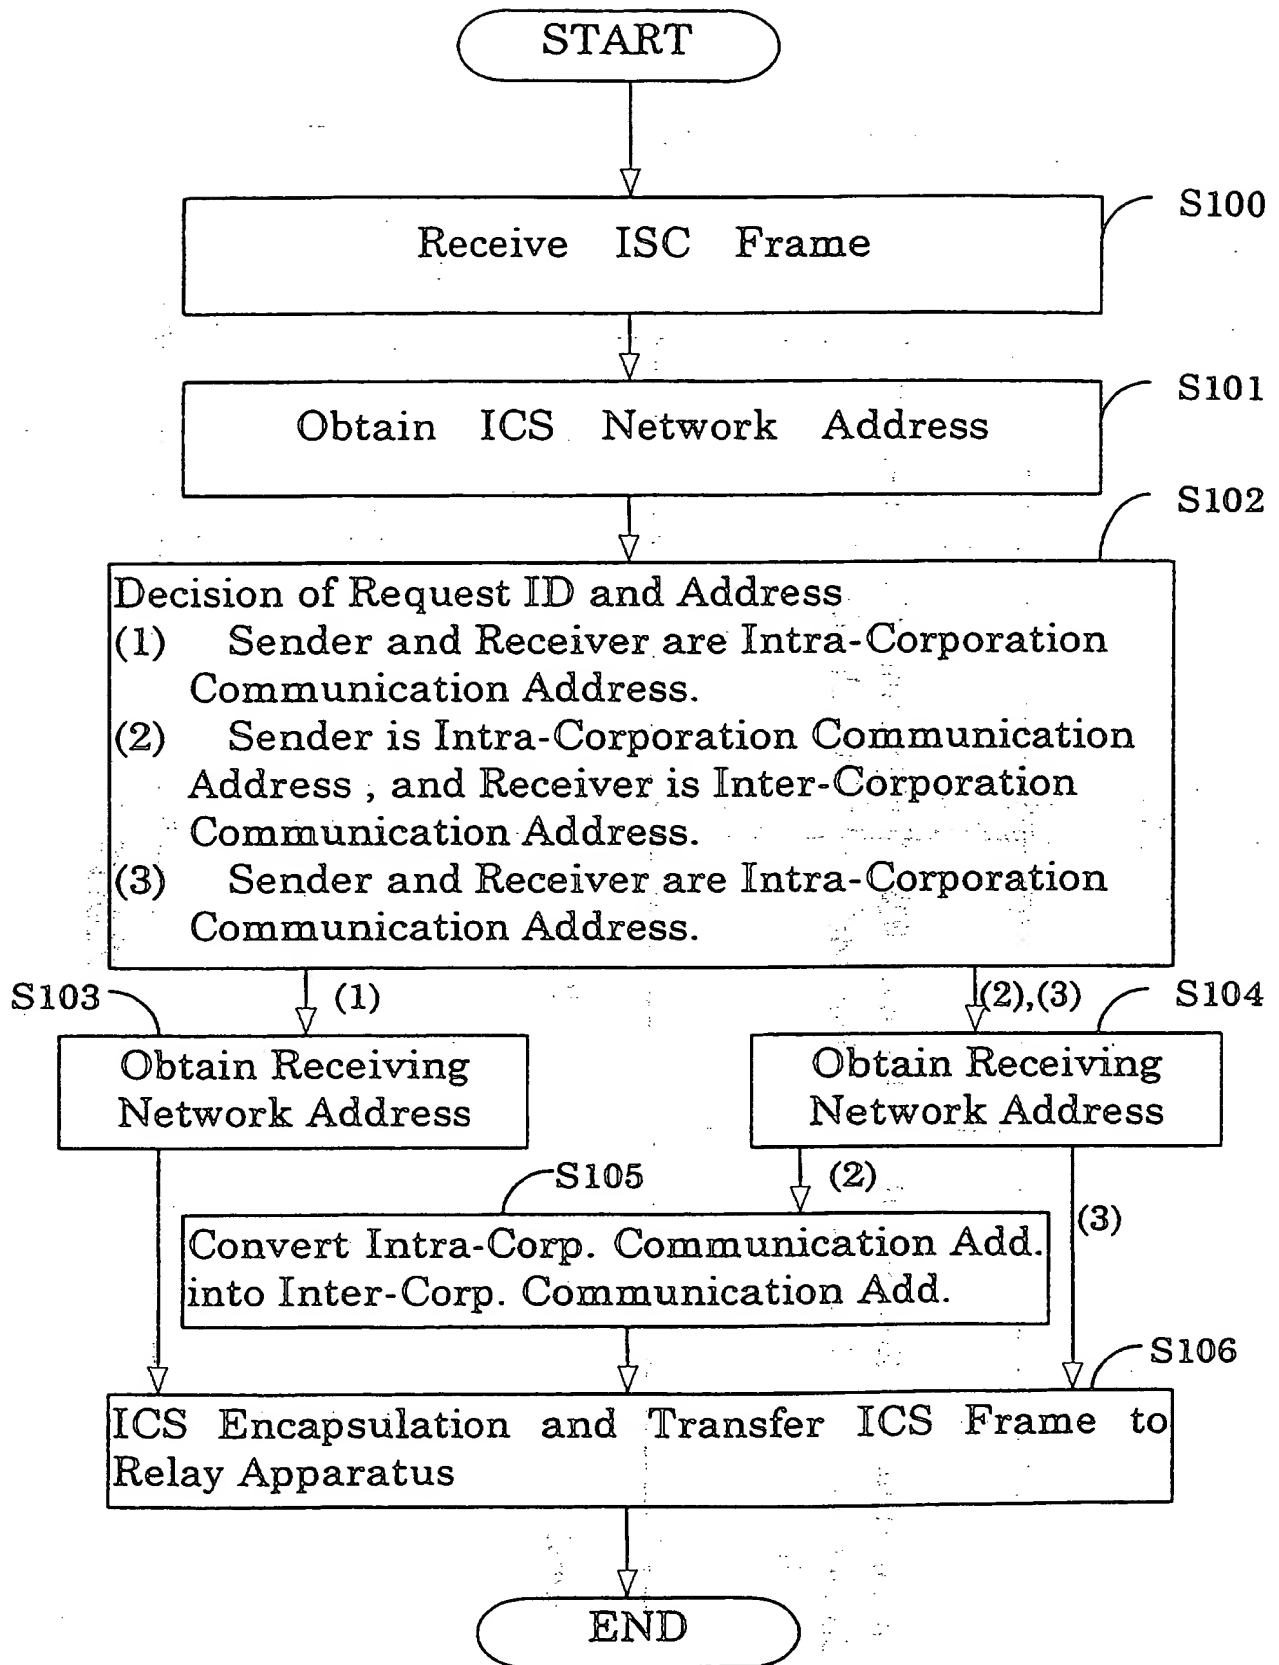 START
S100
Receive ISC Frame
S101
Obtain ICS Network Address
S102
Decision of Request ID and Address
(1) Sender and Receiver are Intra-Corporation
Communication Address.
(2) Sender is Intra-Corporation Communication
Address , and Receiver is Inter-Corporation
Communication Address.
(3) Sender and Receiver are Intra-Corporation
Communication Address.
S103
(1)
(2),(3)
S104
Obtain Receiving
Network Address
Obtain Receiving
Network Address
S105
(2)
(3)
Convert Intra-Corp. Communication Add.
into Inter-Corp. Communication Add.
S106
ICS Encapsulation and Transfer ICS Frame to
Relay Apparatus
END